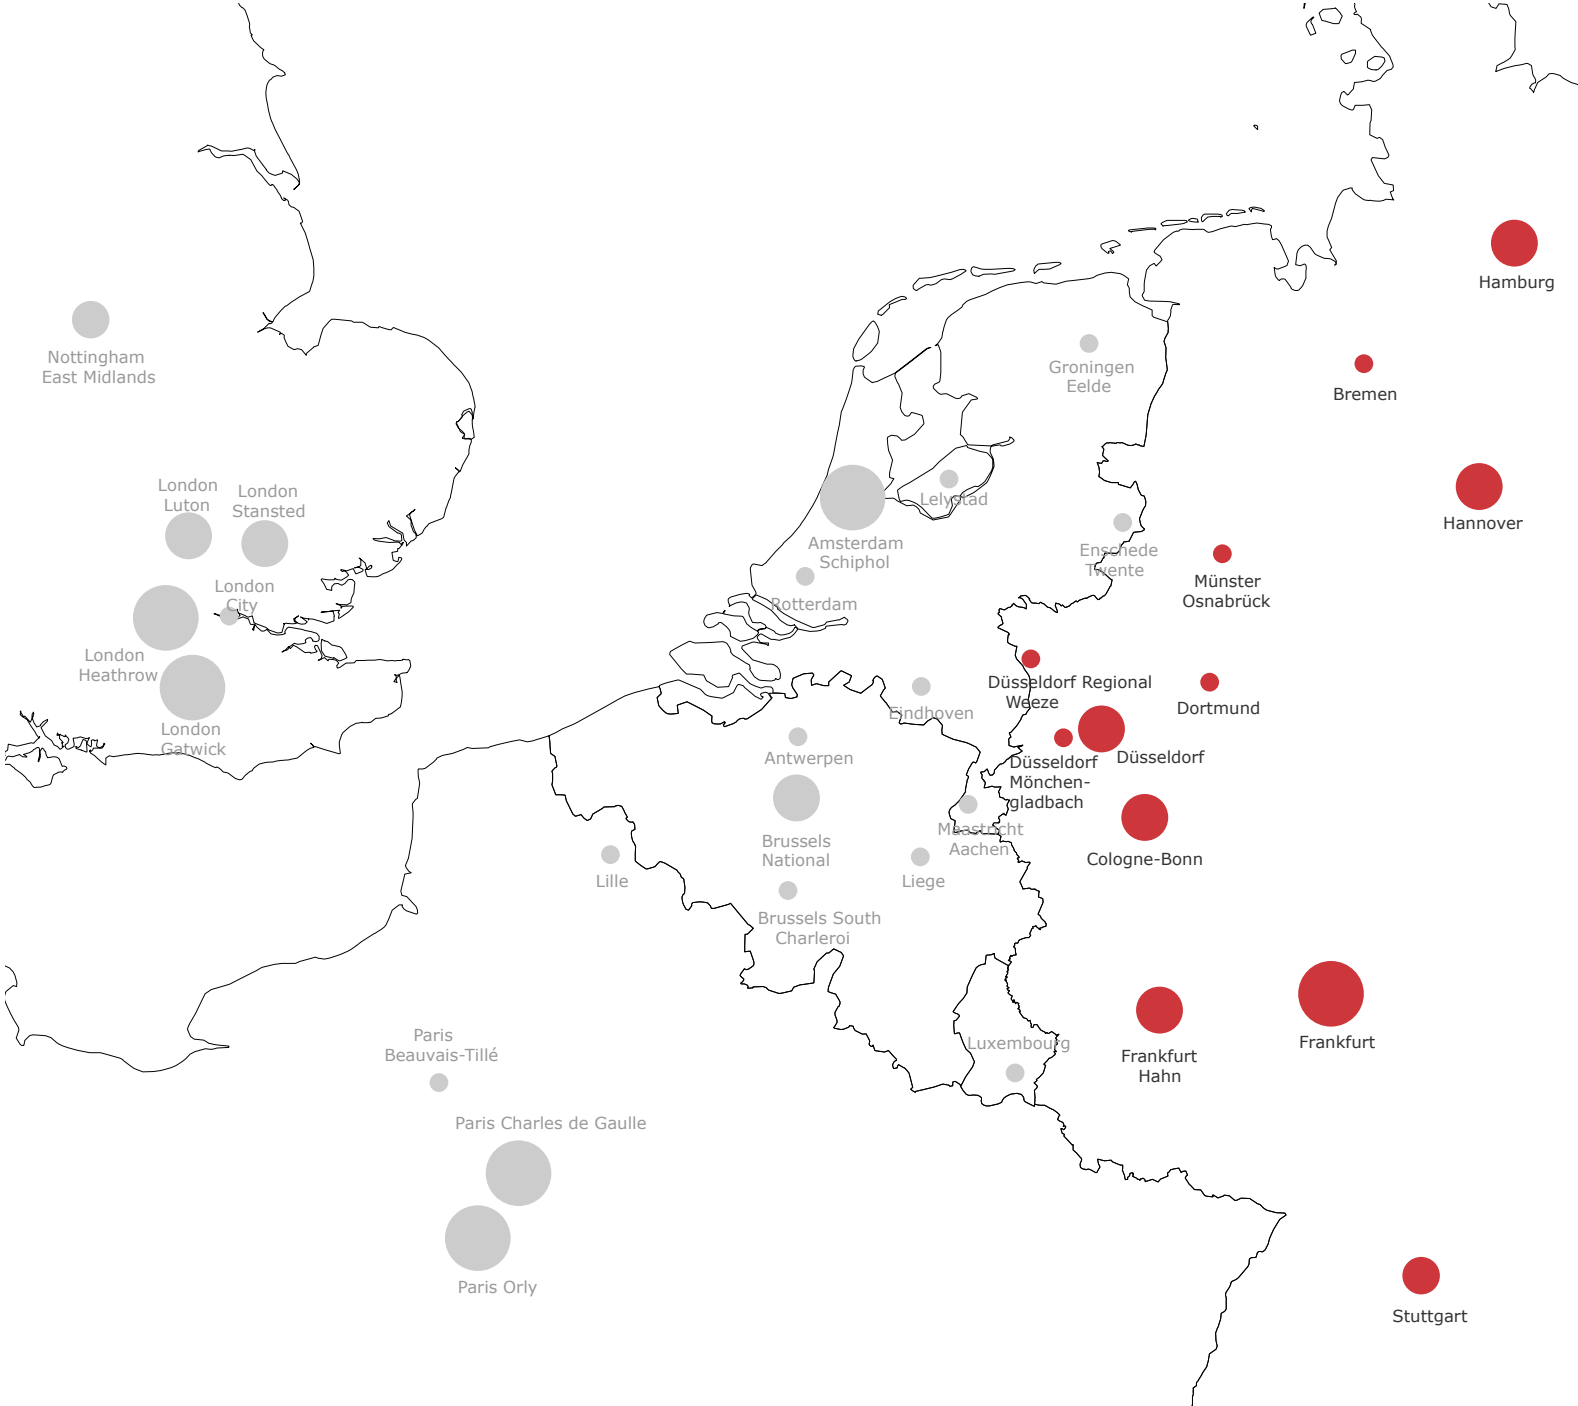 Hamburg
Nottingham
East Midlands
Groningen
Eelde
Bremen
London
Luton
London
Stansted
Lelystad
Hannover
Amsterdam
Schiphol
Enschede
Twente
London
City
Rotterdam
Münster
Osnabrück
London
Heathrow
Düsseldorf Regional
Weeze
Eindhoven
Dortmund
London
Gatwick
Antwerpen
Düsseldorf
Düsseldorf
Mönchen-
gladbach
Brussels
National
Maastricht
Aachen
Cologne-Bonn
Lille
Liege
Brussels South
Charleroi
Paris
Beauvais-Tillé
Luxembourg
Frankfurt
Hahn
Frankfurt
Paris Charles de Gaulle
Paris Orly
Stuttgart